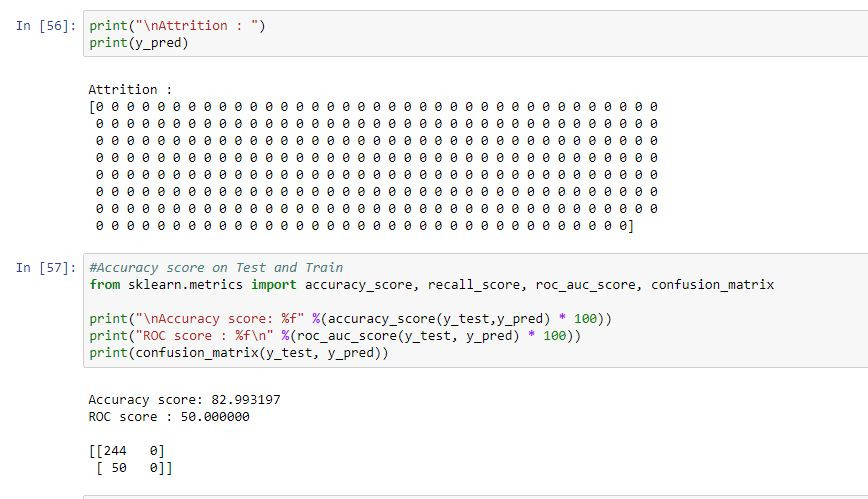 In [56]: print("\nAttrition : ")
print(y_pred)
Attrition :
[0 0 0 0 0 0 0 0 0 0 0 0 0 0 0 0 0 0 0 0 0 0 0 0 0 0 0 0 0 0 0 0 0 0 0 0 0
0 0 0 0 0 0 0 0 0 0 0 0 0 0 0 0 0 0 0 0 0 0 0 0 0 0 0 0 0 0 0 0 0 0 0 0 0
0 0 0 0 0 0 0 0 0 0 0 0 0 0 0 0 0 0 0 0 0 0 0 0 0 0 0 0 0 0 0 0 0 0 0 0 0
0 0 0 0 0 0 0 0 0 0 0 0 0 0 0 0 0 0 0 0 0 0 0 0 0 0 0 0 0 0 0 0 0 0 0 0 0
0 0 0 0 0 0 0 0 0 0 0 0 0 0 0 0 0 0 0 0 0 0 0 0 0 0 0 0 0 0 0 0 0 0 0 0 0
0 0 0 0 0 0 0 0 0 0 0 0 0 0 0 0 0 0 0 0 0 0 0 0 0 0 0 0 0 0 0 0 0 0 0 0 0
0 0 0 0 0 0 0 0 0 0 0 0 0 0 0 0 0 0 0 0 0 0 0 0 0 0 0 0 0 0 0 0 0 0 0 0 0
0 0 0 0 0 0 0 0 0 0 0 0 0 0 0 0 0 0 0 0 0 0 0 0 0 0 0 0 0 0 0 0 0 0 0]
In [57]: #Accuracy score on Test and Train
from sklearn.metrics import accuracy_score, recall_score, roc_auc_score, confusion_matrix
print("\nAccuracy score: %f" %(accuracy_score(y_test,y_pred) * 100))
print("ROC score : %f\n" %(roc_auc_score(y_test, y_pred) * 100))
print(confusion_matrix(y_test, y_pred))
Accuracy score: 82.993197
ROC score : 50.000000
[[244 0]
[ 50 0]]